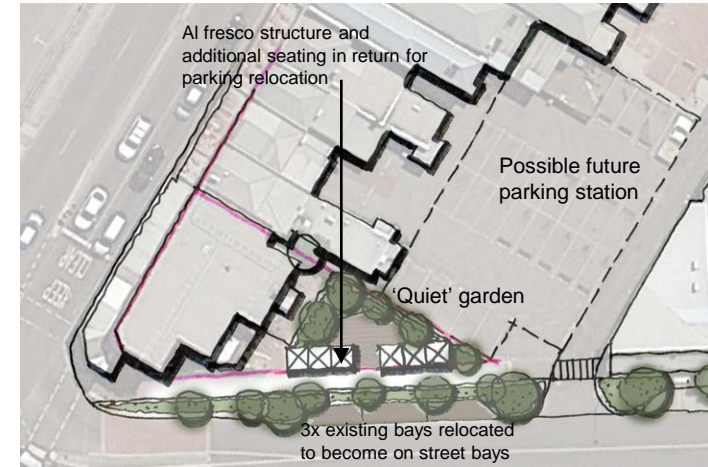 Al fresco structure and
additional seating in return for
parking relocation
Possible future
parking station
‘Quiet’ garden
3x existing bays relocated
to become on street bays